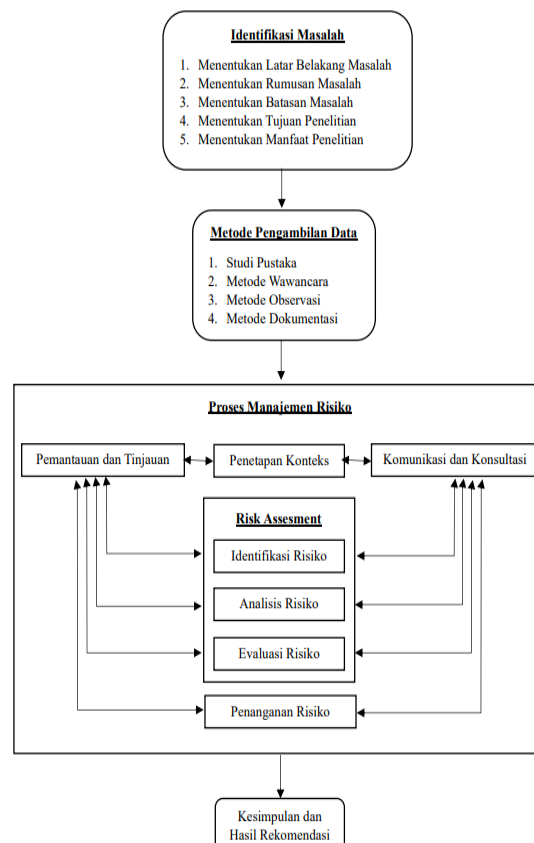 Identifikasi Masalah
1. Menentukan Latar Belakang Masalah
2. Menentukan Rumusan Masalah
3. Menentukan Batasan Masalah
4. Menentukan Tujuan Penelitian
5. Menentukan Manfaat Penelitian
Metode Pengambilan Data
1. Studi Pustaka
2. Metode Wawancara
3. Metode Observasi
4. Metode Dokumentasi
Proses Manajemen Risiko
Pemantauan dan Tinjauan
Penetapan Konteks
Komunikasi dan Konsultasi
Risk Assesment
Identifikasi Risiko
Analisis Risiko
Evaluasi Risiko
Penanganan Risiko
Kesimpulan dan
Hasil Rekomendasi